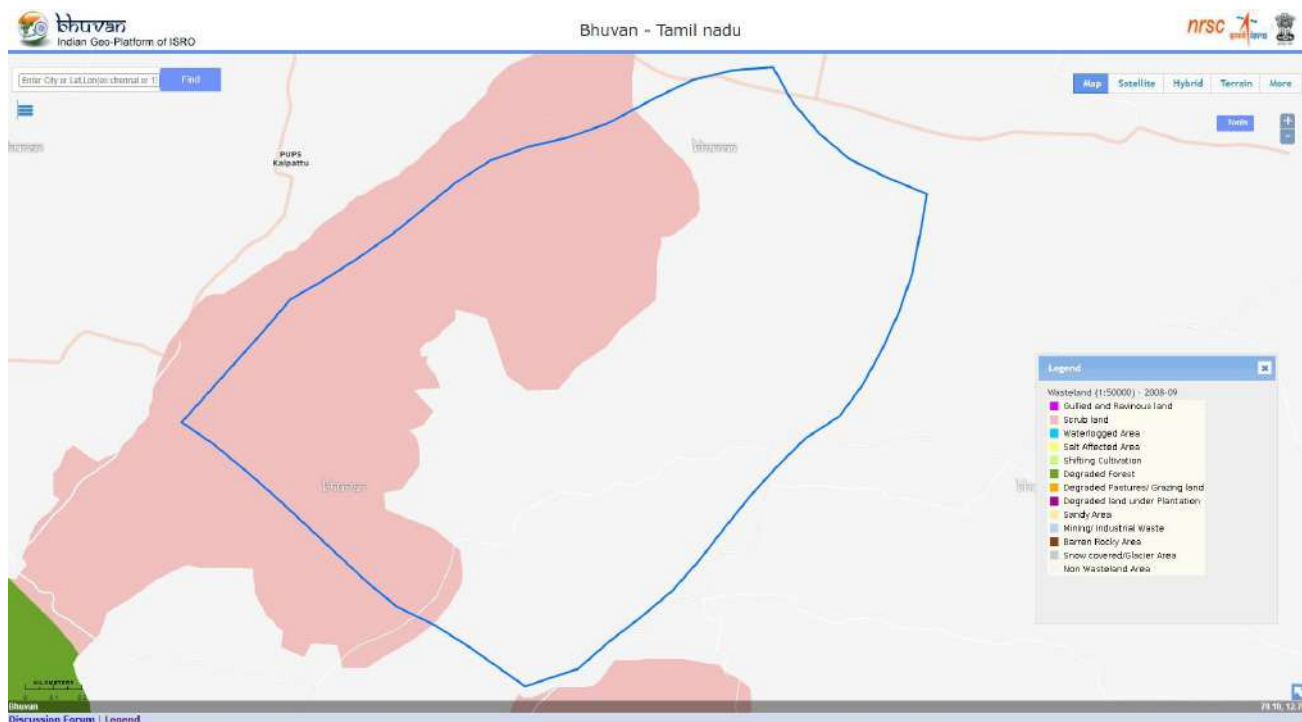 bhuvan
Indian Geo-Platform of ISRO
Bhuvan - Tamil nadu
nrsc
Find
Map Satellite Hybrid Terrain More
Tools
+
-
PUPS
Kalpattu
bhuvan
bhuvan
Legend
Wasteland (1:50000) - 2008-09
Gullied and Ravinous land
Scrub land
Waterlogged Area
Salt Affected Area
Shifting Cultivation
Degraded Forest
Degraded Pastures/ Grazing land
Degraded land under Plantation
Sandy Area
Mining/ Industrial Waste
Barren Rocky Area
Snow covered/Glacier Area
Non Wasteland Area
KILOMETERS
Bhuvan
Discussion Forum | Legend